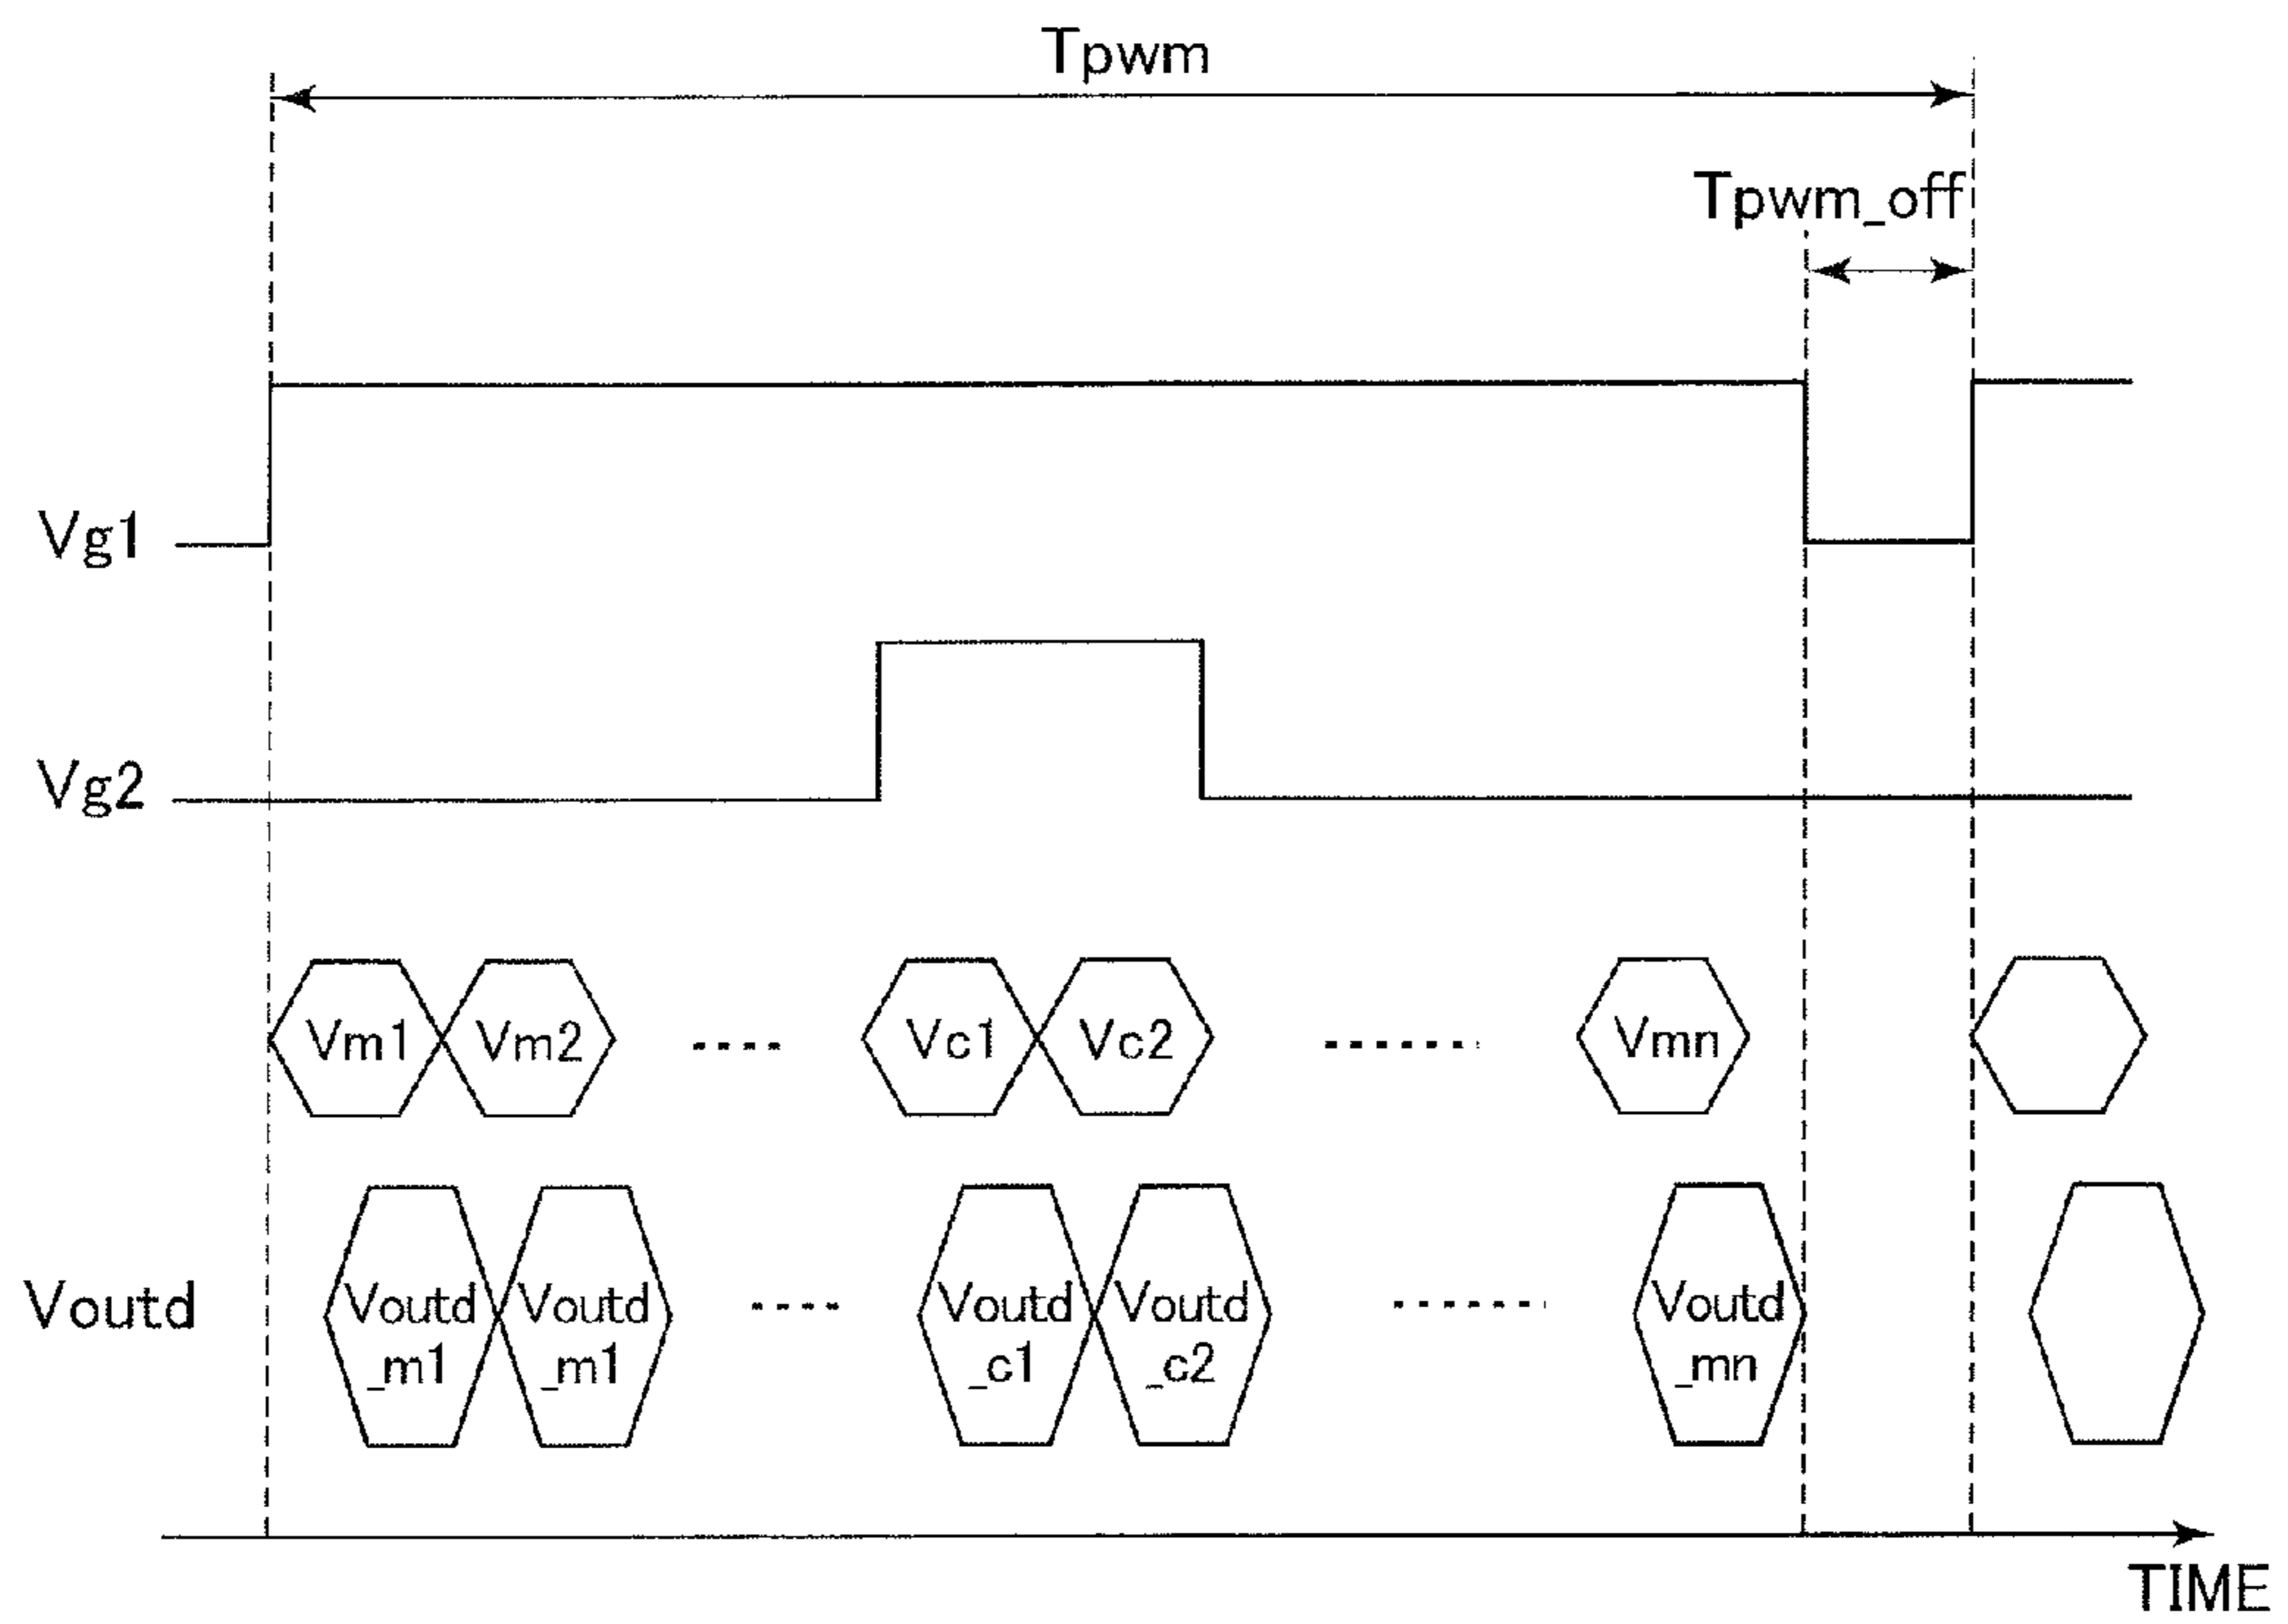 Tpwm
Tpwm_off
Vg1
Vg2
Vm1 Vm2 Vc1 Vc2 Vmn
Voutd Voutd Voutd Voutd Voutd Voutd
_m1 _m1 _c1 _c2 _mn
TIME